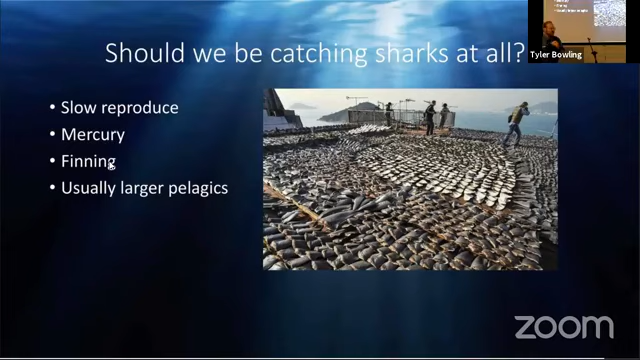 Should we be catching sharks at all?
• Slow reproduce
• Mercury
• Finning
• Usually larger pelagics
Tyler Bowling
zoom